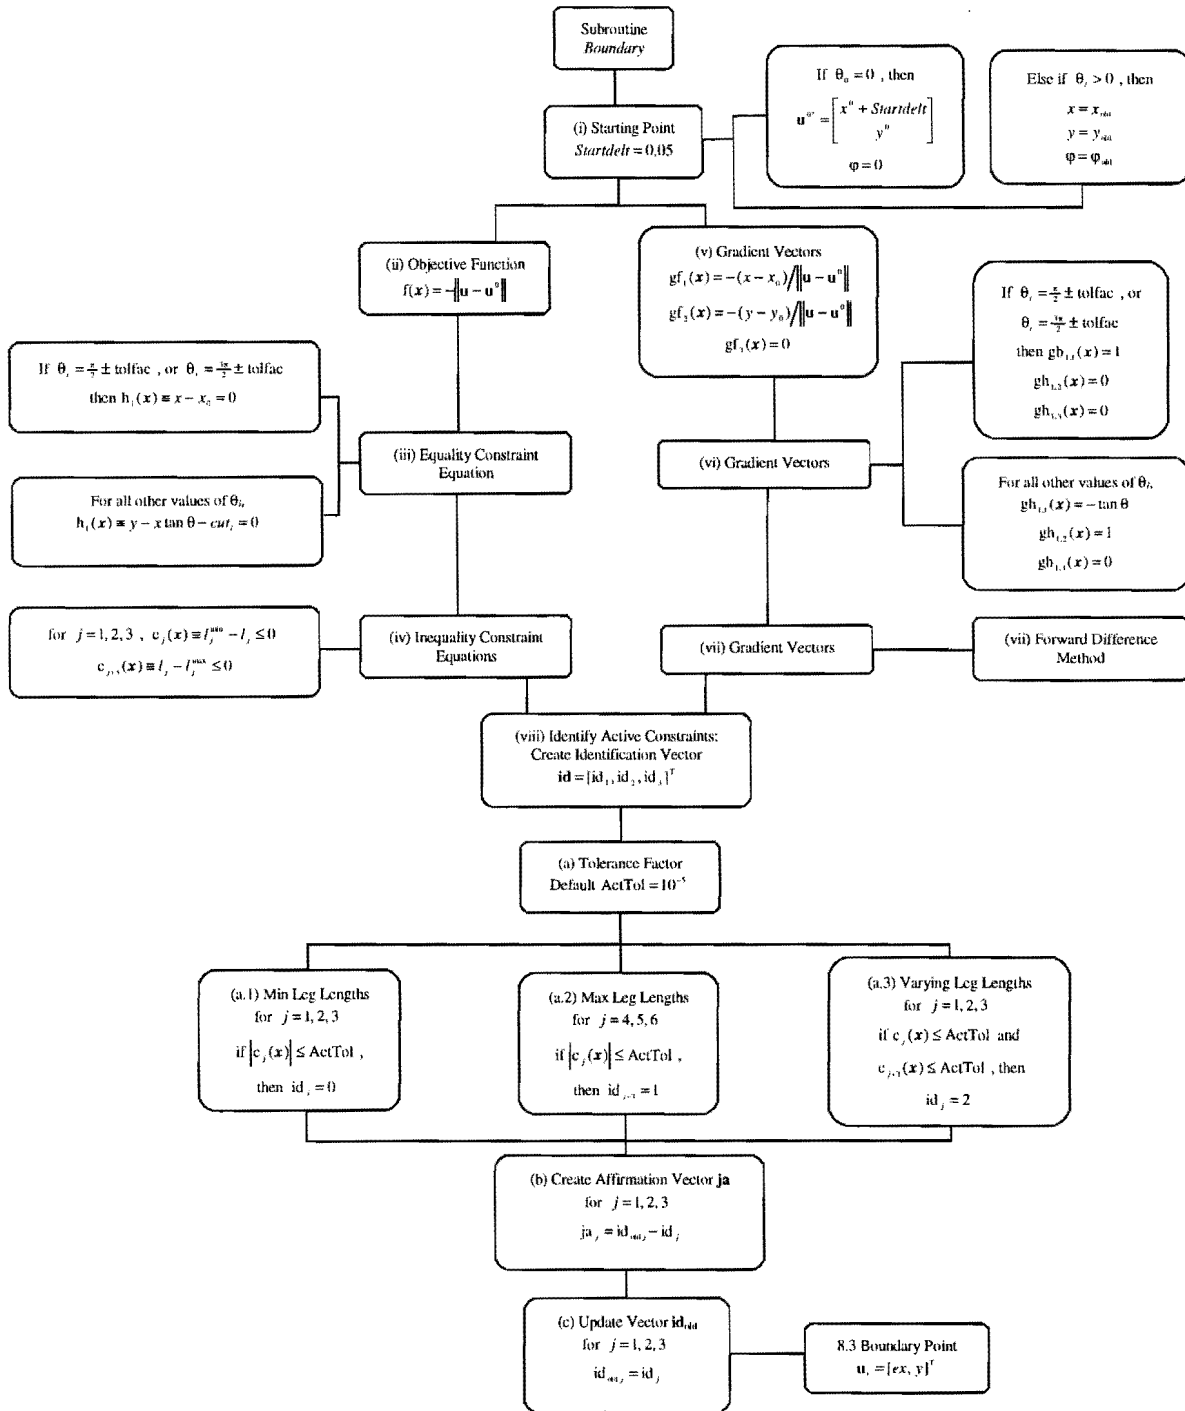 Subroutine
Boundary
(i) Starting Point
Startdelt = 0.05
If θ₀ = 0 , then
u⁰' = [ x⁰ + Startdelt
y⁰ ]
φ = 0
Else if θᵢ > 0 , then
x = x_old
y = y_old
φ = φ_old
(ii) Objective Function
f(x) = -‖u - u⁰‖
(v) Gradient Vectors
gf₁(x) = -(x - x₀)/‖u - u⁰‖
gf₂(x) = -(y - y₀)/‖u - u⁰‖
gf₃(x) = 0
If θᵢ = π/2 ± tolfac , or
θᵢ = 3π/2 ± tolfac
then gh₁,₁(x) = 1
gh₁,₂(x) = 0
gh₁,₃(x) = 0
If θᵢ = π/2 ± tolfac , or θᵢ = 3π/2 ± tolfac
then h₁(x) ≡ x - x₀ = 0
(iii) Equality Constraint
Equation
(vi) Gradient Vectors
For all other values of θᵢ,
h₁(x) ≡ y - x tan θ - cutᵢ = 0
For all other values of θᵢ,
gh₁,₁(x) = - tan θ
gh₁,₂(x) = 1
gh₁,₃(x) = 0
for j = 1, 2, 3 , cⱼ(x) ≡ lⱼ^min - lⱼ ≤ 0
cⱼ₊₃(x) ≡ lⱼ - lⱼ^max ≤ 0
(iv) Inequality Constraint
Equations
(vii) Gradient Vectors
(vii) Forward Difference
Method
(viii) Identify Active Constraints:
Create Identification Vector
id = [id₁, id₂, id₃]ᵀ
(a) Tolerance Factor
Default ActTol = 10⁻⁵
(a.1) Min Leg Lengths
for j = 1, 2, 3
if |cⱼ(x)| ≤ ActTol ,
then idⱼ = 0
(a.2) Max Leg Lengths
for j = 4, 5, 6
if |cⱼ(x)| ≤ ActTol ,
then idⱼ₋₃ = 1
(a.3) Varying Leg Lengths
for j = 1, 2, 3
if cⱼ(x) ≤ ActTol and
cⱼ₊₃(x) ≤ ActTol , then
idⱼ = 2
(b) Create Affirmation Vector ja
for j = 1, 2, 3
jaⱼ = id_old ⱼ - idⱼ
(c) Update Vector id_old
for j = 1, 2, 3
id_old ⱼ = idⱼ
8.3 Boundary Point
uᵢ = [ex, y]ᵀ